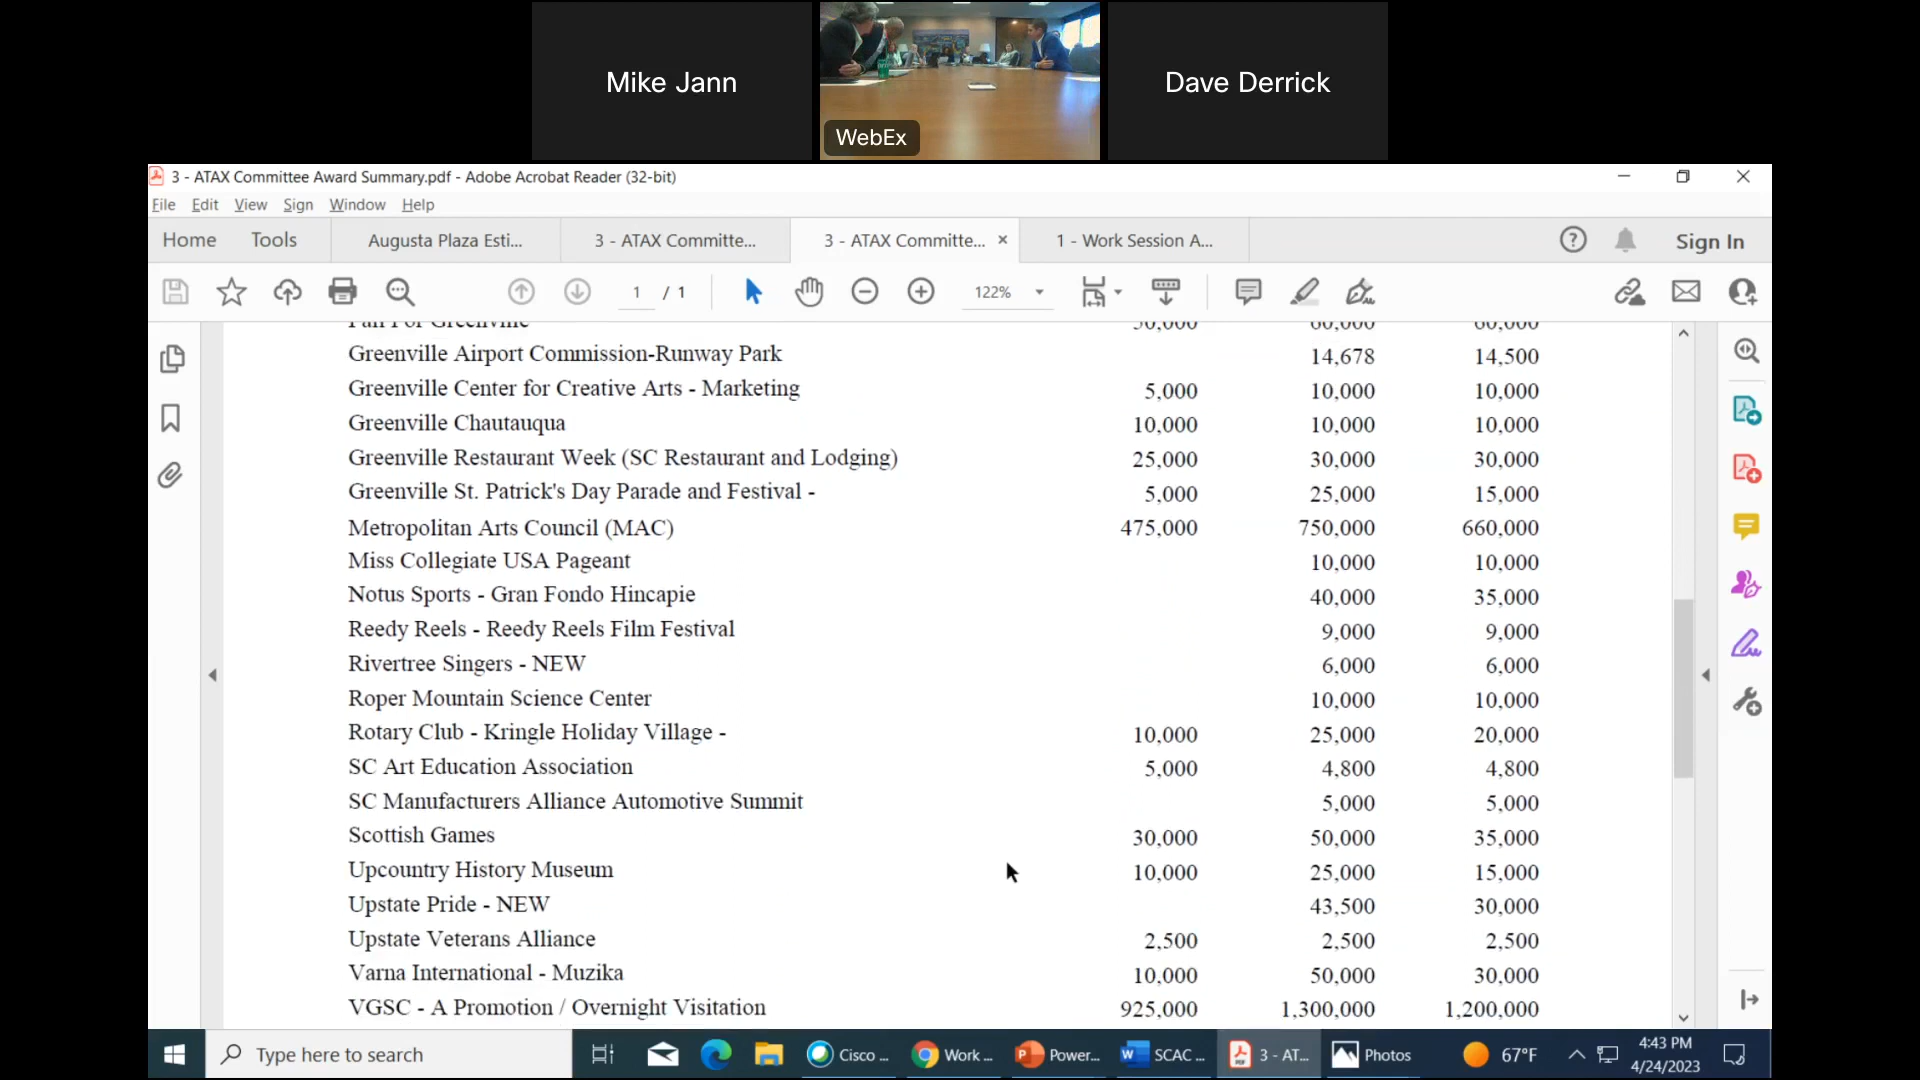 Mike Jann
WebEx
Dave Derrick
3 - ATAX Committee Award Summary.pdf - Adobe Acrobat Reader (32-bit)
File Edit View Sign Window Help
Home Tools Augusta Plaza Esti... 3 - ATAX Committe... 3 - ATAX Committe... × 1 - Work Session A... Sign In
1 / 1 122%
Fall For Greenville 50,000 60,000 60,000
Greenville Airport Commission-Runway Park 14,678 14,500
Greenville Center for Creative Arts - Marketing 5,000 10,000 10,000
Greenville Chautauqua 10,000 10,000 10,000
Greenville Restaurant Week (SC Restaurant and Lodging) 25,000 30,000 30,000
Greenville St. Patrick's Day Parade and Festival - 5,000 25,000 15,000
Metropolitan Arts Council (MAC) 475,000 750,000 660,000
Miss Collegiate USA Pageant 10,000 10,000
Notus Sports - Gran Fondo Hincapie 40,000 35,000
Reedy Reels - Reedy Reels Film Festival 9,000 9,000
Rivertree Singers - NEW 6,000 6,000
Roper Mountain Science Center 10,000 10,000
Rotary Club - Kringle Holiday Village - 10,000 25,000 20,000
SC Art Education Association 5,000 4,800 4,800
SC Manufacturers Alliance Automotive Summit 5,000 5,000
Scottish Games 30,000 50,000 35,000
Upcountry History Museum 10,000 25,000 15,000
Upstate Pride - NEW 43,500 30,000
Upstate Veterans Alliance 2,500 2,500 2,500
Varna International - Muzika 10,000 50,000 30,000
VGSC - A Promotion / Overnight Visitation 925,000 1,300,000 1,200,000
Type here to search Cisco ... Work ... Power... SCAC ... 3 - AT... Photos 67°F 4:43 PM
4/24/2023